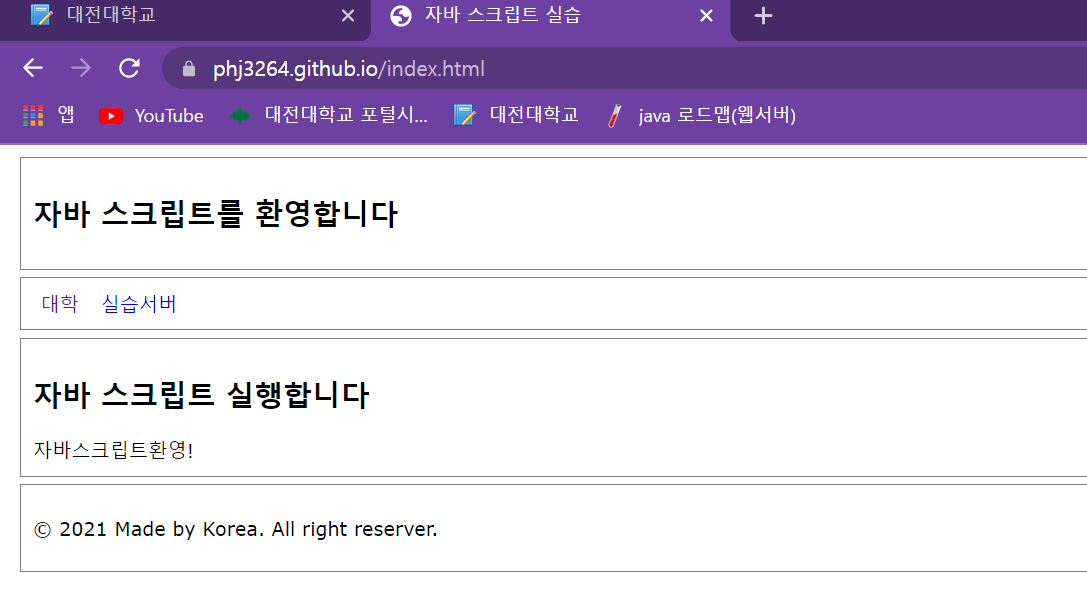 대전대학교
자바 스크립트 실습
phj3264.github.io/index.html
앱 YouTube 대전대학교 포털시... 대전대학교 java 로드맵(웹서버)
자바 스크립트를 환영합니다
대학 실습서버
자바 스크립트 실행합니다
자바스크립트환영!
© 2021 Made by Korea. All right reserver.